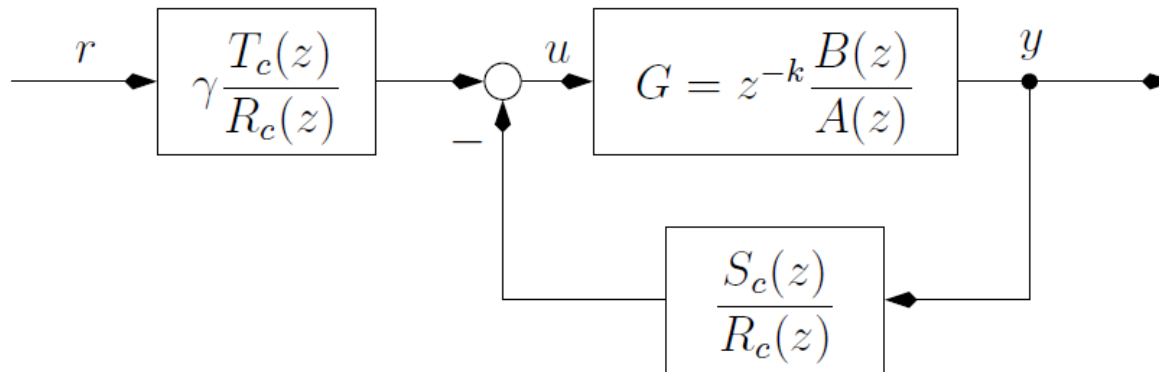 r
γ T_c(z) / R_c(z)
u
G = z^{-k} B(z) / A(z)
y
−
S_c(z) / R_c(z)